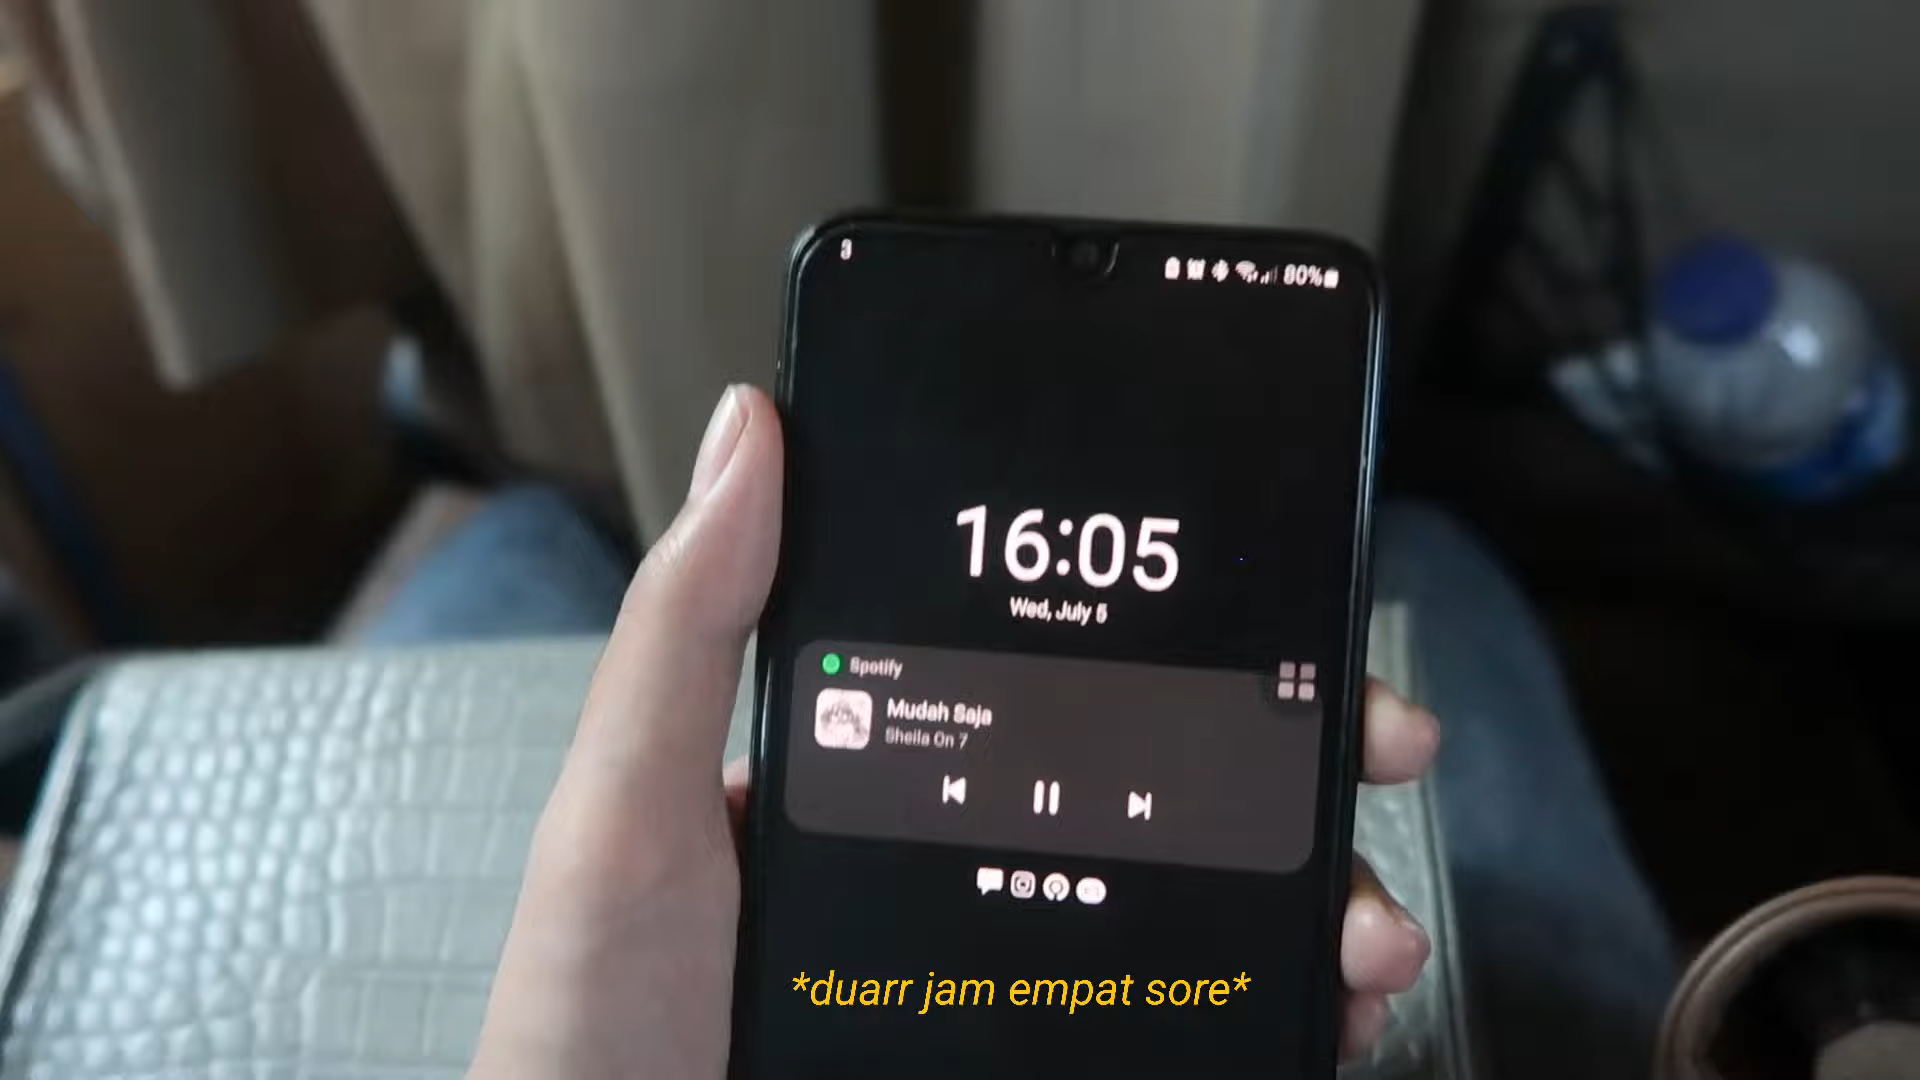 80%
16:05
Wed, July 5
Spotify
Mudah Saja
Sheila On 7
*duarr jam empat sore*